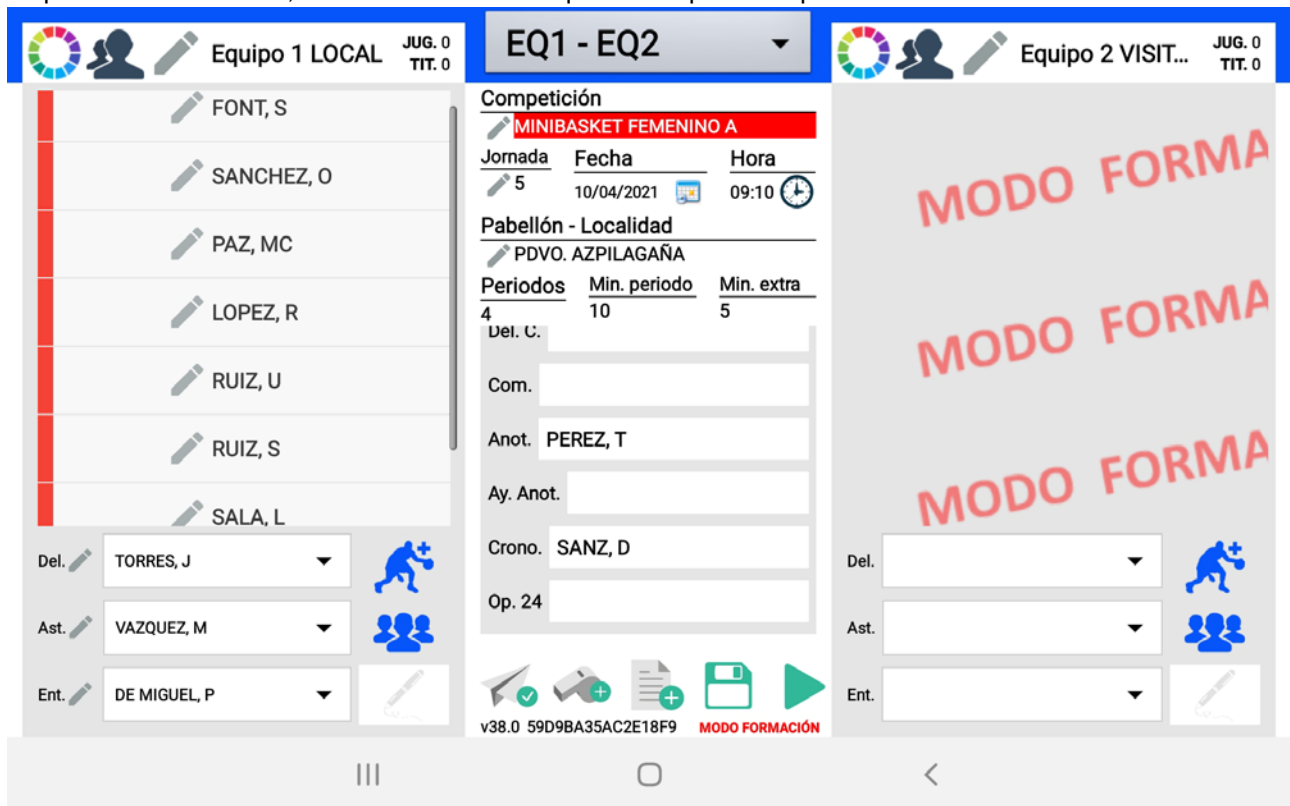 Equipo 1 LOCAL
JUG. 0
TIT. 0
FONT, S
SANCHEZ, O
PAZ, MC
LOPEZ, R
RUIZ, U
RUIZ, S
SALA, L
Del.
TORRES, J
Ast.
VAZQUEZ, M
Ent.
DE MIGUEL, P
EQ1 - EQ2
Competición
MINIBASKET FEMENINO A
Jornada Fecha Hora
5 10/04/2021 09:10
Pabellón - Localidad
PDVO. AZPILAGAÑA
Periodos Min. periodo Min. extra
4 10 5
Del. C.
Com.
Anot. PEREZ, T
Ay. Anot.
Crono. SANZ, D
Op. 24
v38.0 59D9BA35AC2E18F9 MODO FORMACIÓN
Equipo 2 VISIT...
JUG. 0
TIT. 0
MODO FORMA
MODO FORMA
MODO FORMA
Del.
Ast.
Ent.